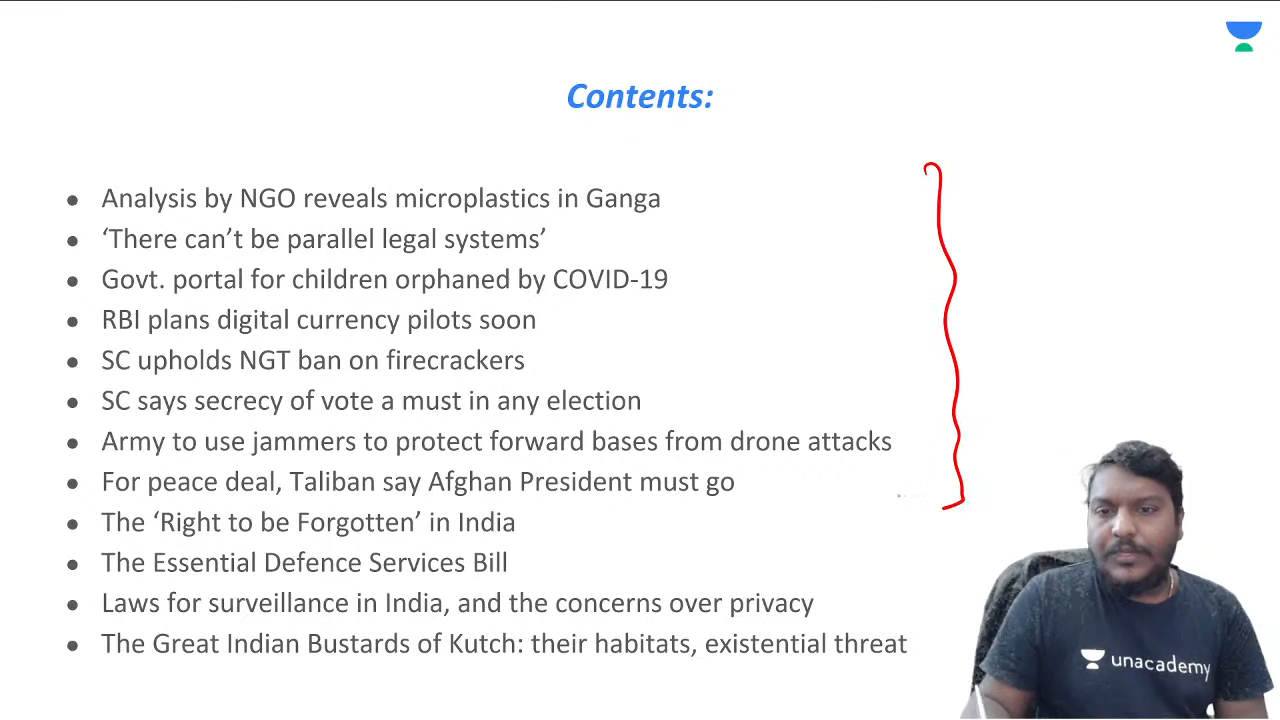 Contents:
● Analysis by NGO reveals microplastics in Ganga
● ‘There can’t be parallel legal systems’
● Govt. portal for children orphaned by COVID-19
● RBI plans digital currency pilots soon
● SC upholds NGT ban on firecrackers
● SC says secrecy of vote a must in any election
● Army to use jammers to protect forward bases from drone attacks
● For peace deal, Taliban say Afghan President must go
● The ‘Right to be Forgotten’ in India
● The Essential Defence Services Bill
● Laws for surveillance in India, and the concerns over privacy
● The Great Indian Bustards of Kutch: their habitats, existential threat
unacademy